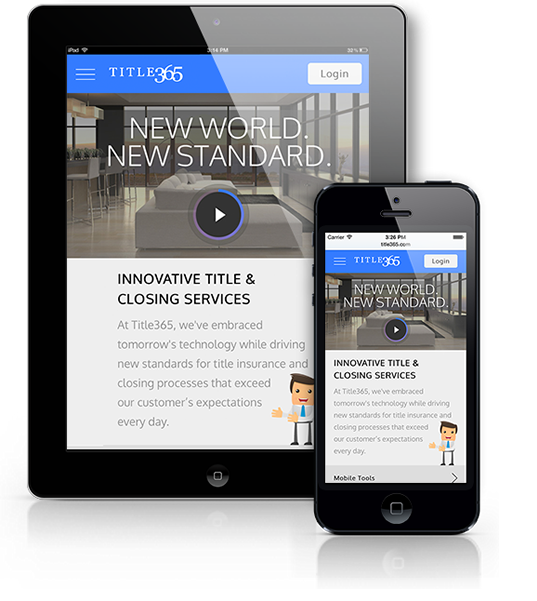 iPad 3:14 PM 32%
TITLE365
Login
NEW WORLD.
NEW STANDARD.
INNOVATIVE TITLE &
CLOSING SERVICES
At Title365, we've embraced
tomorrow's technology while driving
new standards for title insurance and
closing processes that exceed
our customer's expectations
every day.
Carrier 3:26 PM
title365.com
TITLE365
Login
NEW WORLD.
NEW STANDARD.
INNOVATIVE TITLE &
CLOSING SERVICES
At Title365, we've embraced
tomorrow's technology while driving
new standards for title insurance and
closing processes that exceed
our customer's expectations
every day.
Mobile Tools